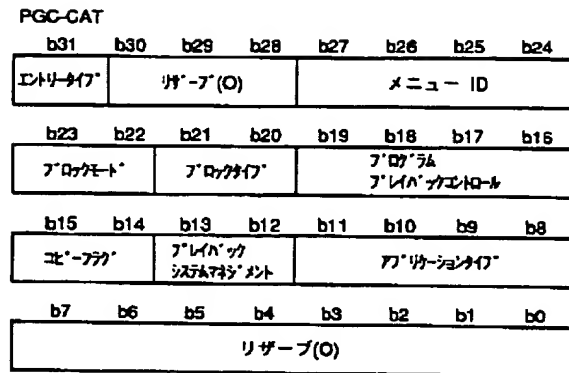 PGC-CAT
b31 b30 b29 b28 b27 b26 b25 b24
エントリータイプ リザーブ(O) メニュー ID
b23 b22 b21 b20 b19 b18 b17 b16
ブロックモード ブロックタイプ プログラム
プレイバックコントロール
b15 b14 b13 b12 b11 b10 b9 b8
コピーフラグ プレイバック
システムマネジメント アプリケーションタイプ
b7 b6 b5 b4 b3 b2 b1 b0
リザーブ(O)